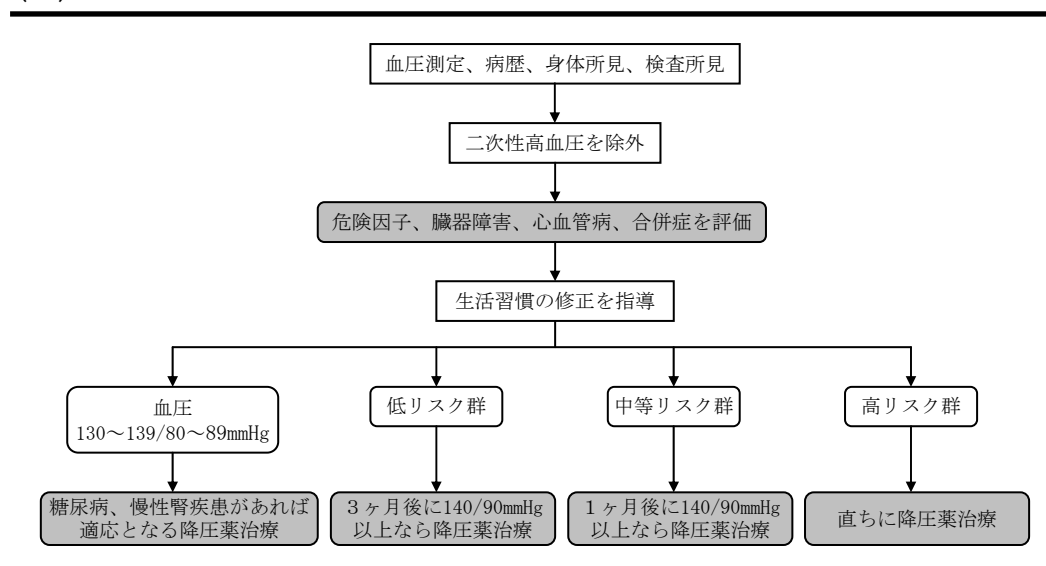 血圧測定、病歴、身体所見、検査所見
二次性高血圧を除外
危険因子、臓器障害、心血管病、合併症を評価
生活習慣の修正を指導
血圧
130～139/80～89mmHg
低リスク群
中等リスク群
高リスク群
糖尿病、慢性腎疾患があれば
適応となる降圧薬治療
３ヶ月後に140/90mmHg
以上なら降圧薬治療
１ヶ月後に140/90mmHg
以上なら降圧薬治療
直ちに降圧薬治療